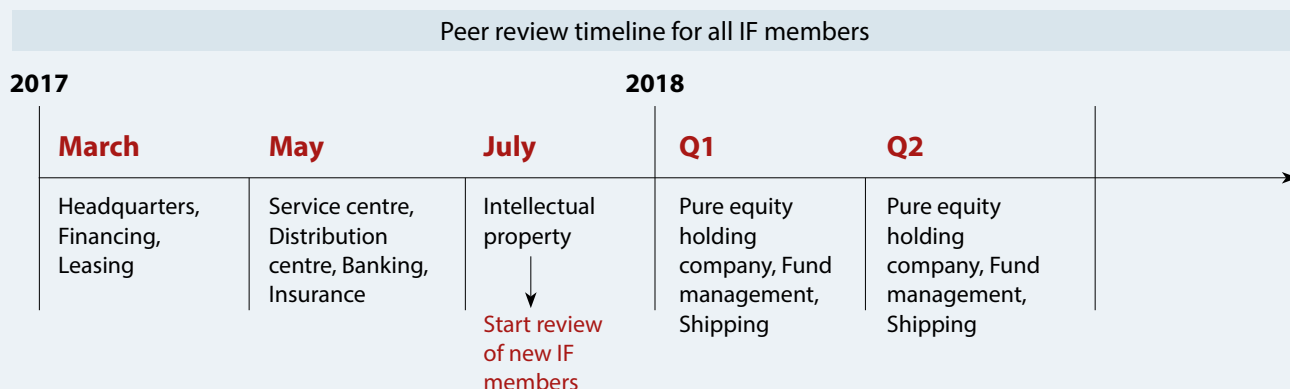 Peer review timeline for all IF members
2017
2018
March
May
July
Q1
Q2
Headquarters,
Financing,
Leasing
Service centre,
Distribution
centre, Banking,
Insurance
Intellectual
property
Start review
of new IF
members
Pure equity
holding
company, Fund
management,
Shipping
Pure equity
holding
company, Fund
management,
Shipping